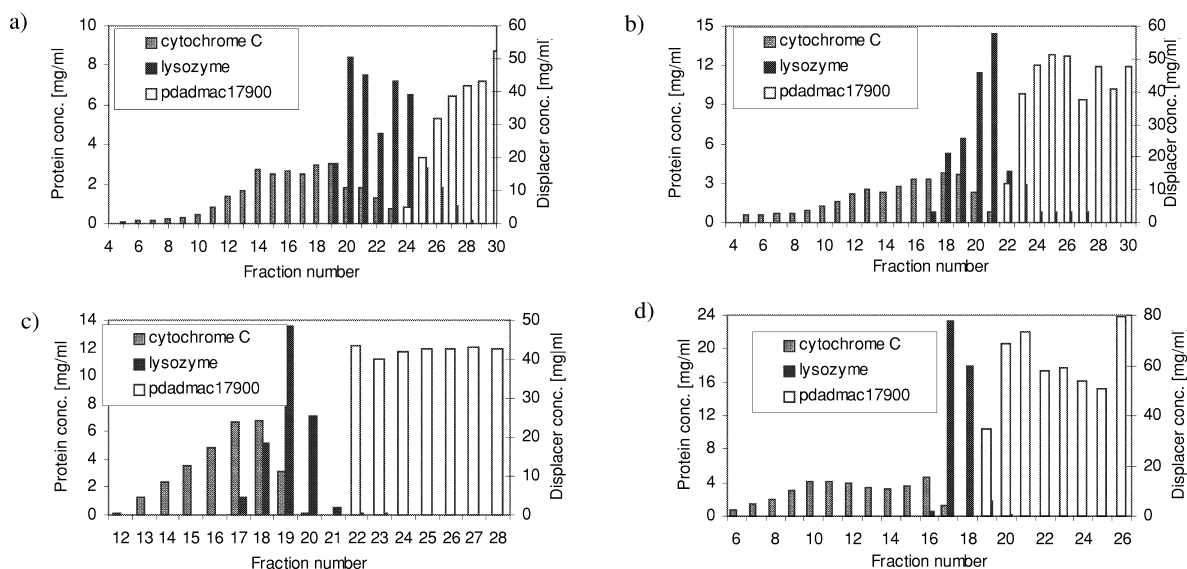 a)
Protein conc. [mg/ml]
10
8
6
4
2
0
cytochrome C
lysozyme
pdadmac17900
60
50
40
30
20
10
0
Displacer conc. [mg/ml]
4 6 8 10 12 14 16 18 20 22 24 26 28 30
Fraction number
b)
Protein conc. [mg/ml]
15
12
9
6
3
0
cytochrome C
lysozyme
pdadmac17900
60
50
40
30
20
10
0
Displacer conc. [mg/ml]
4 6 8 10 12 14 16 18 20 22 24 26 28 30
Fraction number
c)
Protein conc. [mg/ml]
14
12
10
8
6
4
2
0
cytochrome C
lysozyme
pdadmac17900
50
40
30
20
10
0
Displacer conc. [mg/ml]
12 13 14 15 16 17 18 19 20 21 22 23 24 25 26 27 28
Fraction number
d)
Protein conc. [mg/ml]
24
20
16
12
8
4
0
cytochrome C
lysozyme
pdadmac17900
80
60
40
20
0
Displacer conc. [mg/ml]
6 8 10 12 14 16 18 20 22 24 26
Fraction number